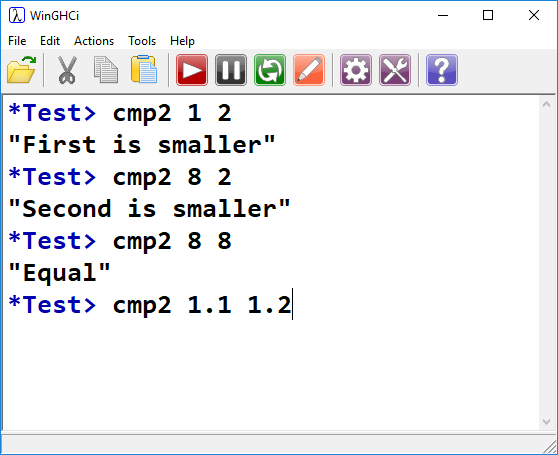 WinGHCi
File Edit Actions Tools Help
*Test> cmp2 1 2
"First is smaller"
*Test> cmp2 8 2
"Second is smaller"
*Test> cmp2 8 8
"Equal"
*Test> cmp2 1.1 1.2